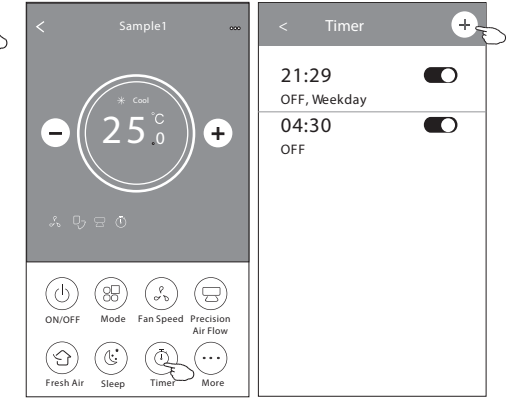 < Sample1 ...
Cool
25.0 °C
− +
ON/OFF Mode Fan Speed Precision Air Flow
Fresh Air Sleep Timer More
< Timer +
21:29
OFF, Weekday
04:30
OFF